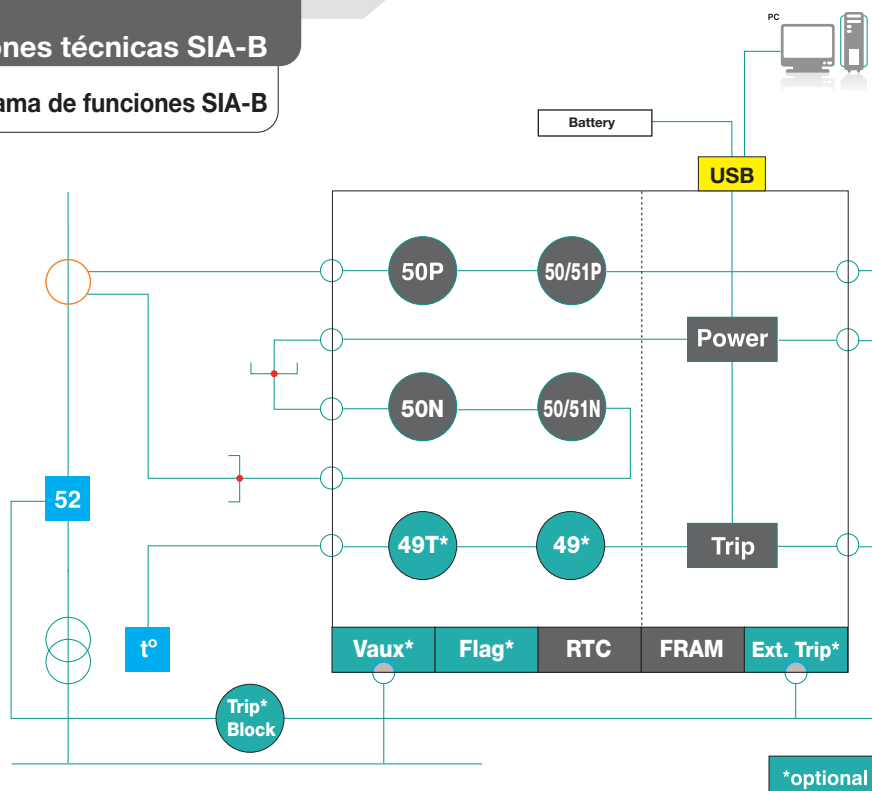 nes técnicas SIA-B
ama de funciones SIA-B
PC
Battery
USB
50P
50/51P
Power
50N
50/51N
52
49T*
49*
Trip
tº
Vaux*
Flag*
RTC
FRAM
Ext. Trip*
Trip*
Block
*optional